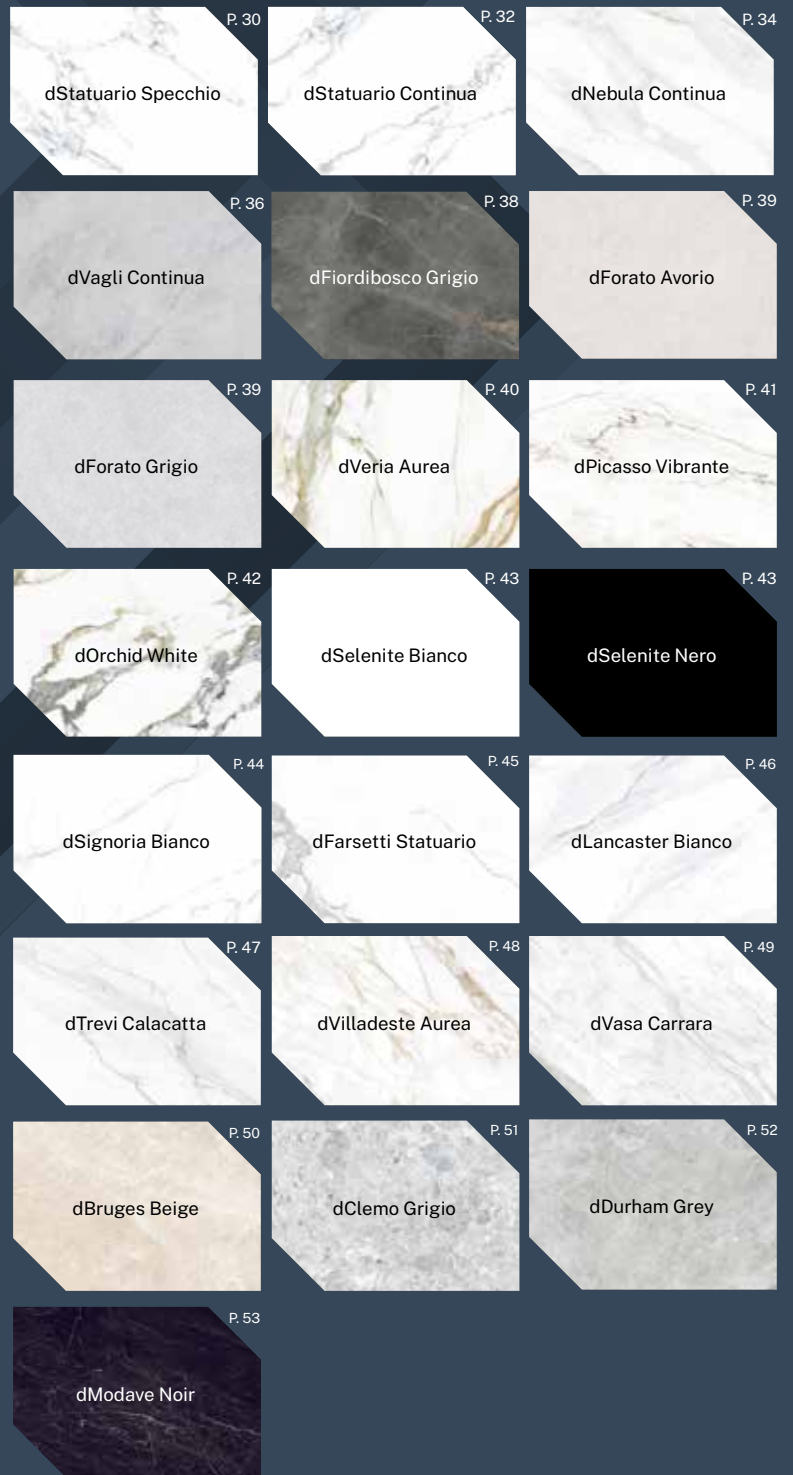 P. 30
dStatuario Specchio
P. 32
dStatuario Continua
P. 34
dNebula Continua
P. 36
dVagli Continua
P. 38
dFiordibosco Grigio
P. 39
dForato Avorio
P. 39
dForato Grigio
P. 40
dVeria Aurea
P. 41
dPicasso Vibrante
P. 42
dOrchid White
P. 43
dSelenite Bianco
P. 43
dSelenite Nero
P. 44
dSignoria Bianco
P. 45
dFarsetti Statuario
P. 46
dLancaster Bianco
P. 47
dTrevi Calacatta
P. 48
dVilladeste Aurea
P. 49
dVasa Carrara
P. 50
dBruges Beige
P. 51
dClemo Grigio
P. 52
dDurham Grey
P. 53
dModave Noir